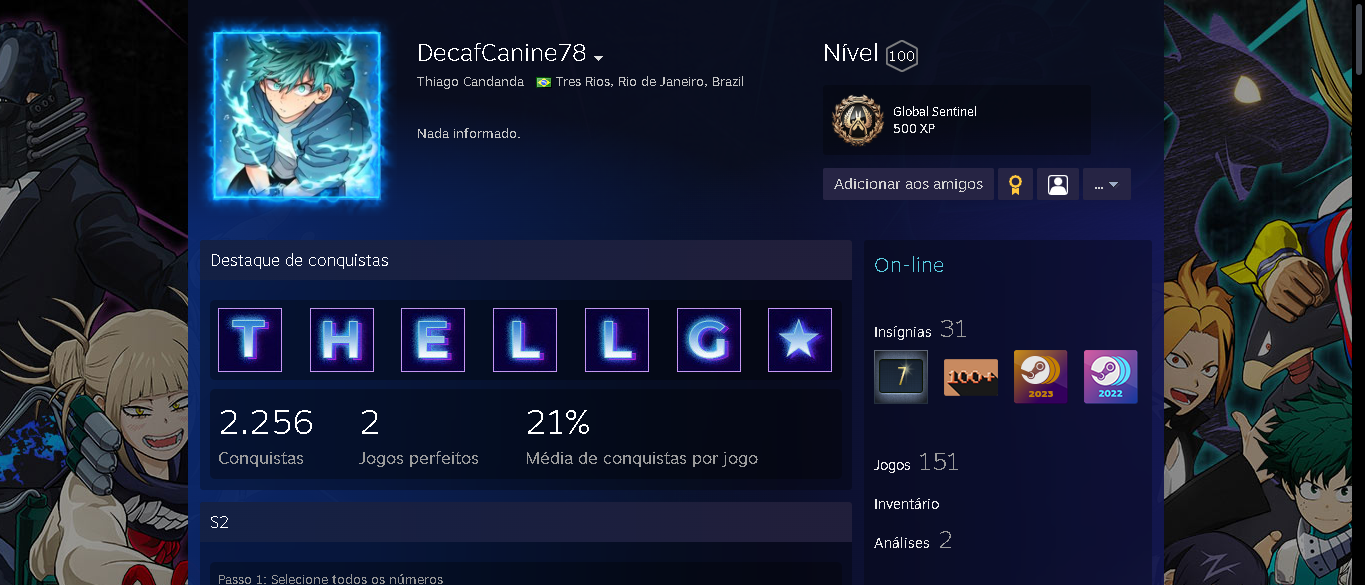 DecafCanine78
Thiago Candanda Tres Rios, Rio de Janeiro, Brazil
Nada informado.
Nível 100
Global Sentinel
500 XP
Adicionar aos amigos
...
Destaque de conquistas
T H E L L G
2.256 2 21%
Conquistas Jogos perfeitos Média de conquistas por jogo
S2
Passo 1: Selecione todos os números
On-line
Insígnias 31
7 100+ 2023 2022
Jogos 151
Inventário
Análises 2